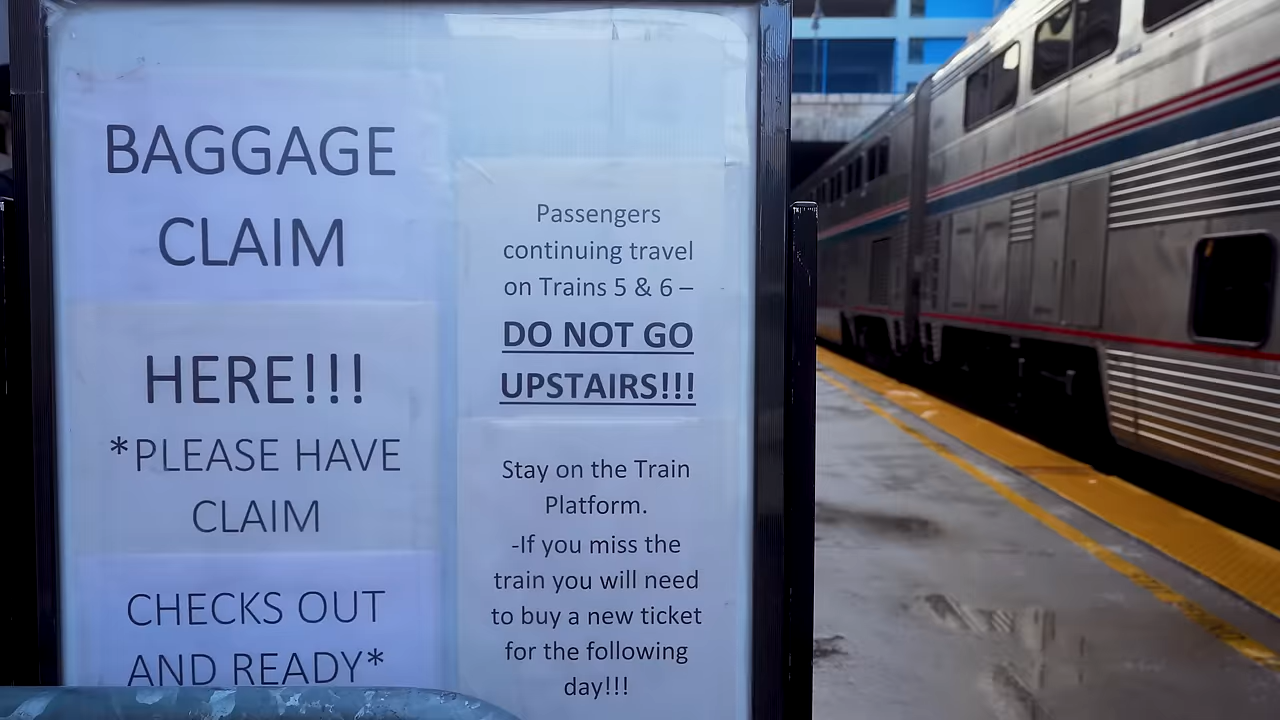 BAGGAGE
CLAIM
HERE!!!
*PLEASE HAVE
CLAIM
CHECKS OUT
AND READY*
Passengers
continuing travel
on Trains 5 & 6 –
DO NOT GO
UPSTAIRS!!!
Stay on the Train
Platform.
-If you miss the
train you will need
to buy a new ticket
for the following
day!!!